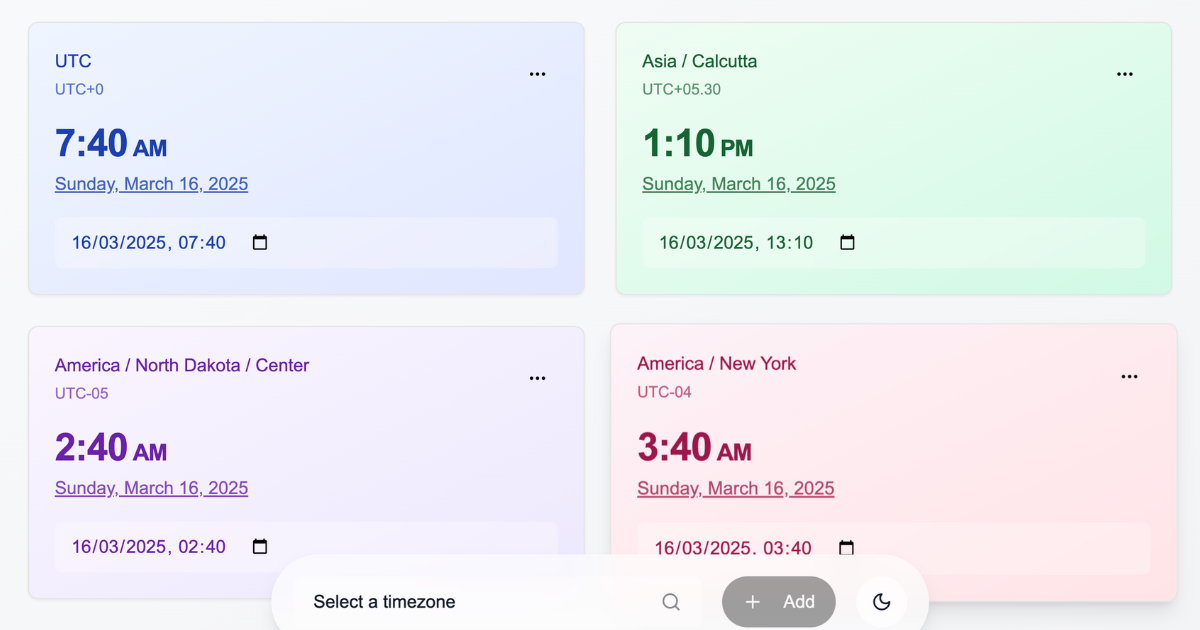 UTC
UTC+0
7:40 AM
Sunday, March 16, 2025
16/03/2025, 07:40
Asia / Calcutta
UTC+05.30
1:10 PM
Sunday, March 16, 2025
16/03/2025, 13:10
America / North Dakota / Center
UTC-05
2:40 AM
Sunday, March 16, 2025
16/03/2025, 02:40
America / New York
UTC-04
3:40 AM
Sunday, March 16, 2025
16/03/2025, 03:40
Select a timezone
Add